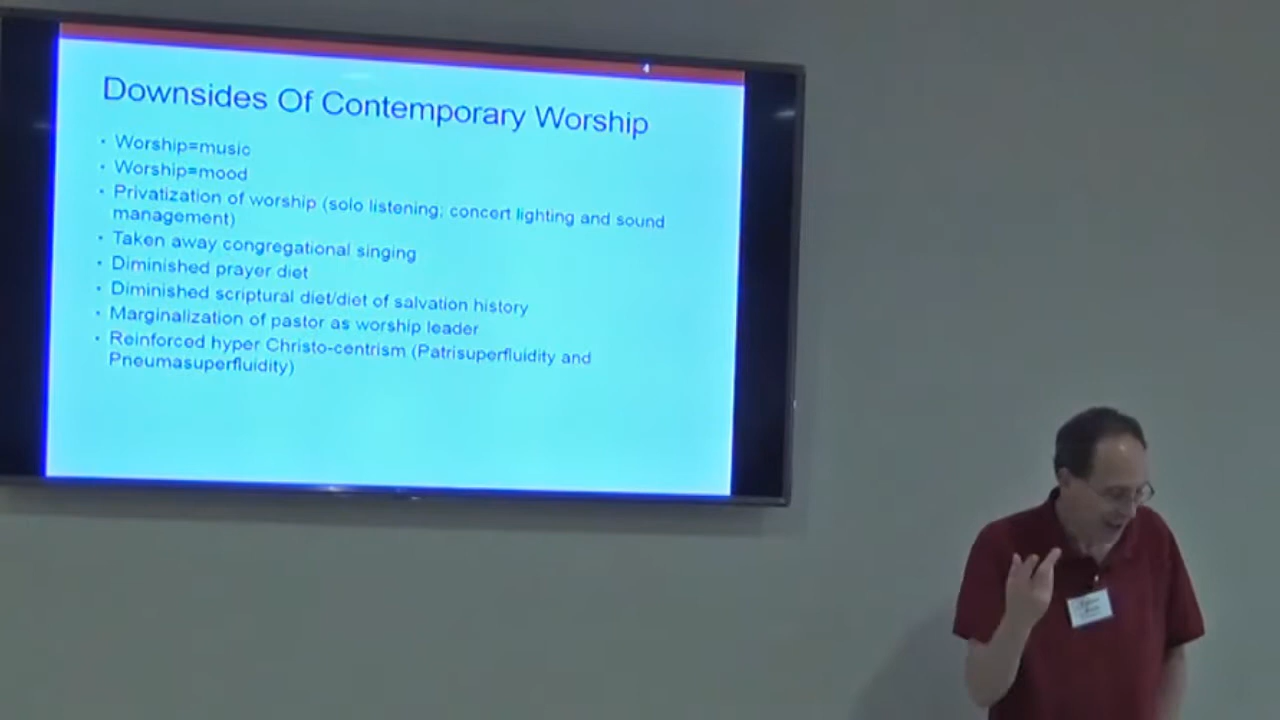 4
Downsides Of Contemporary Worship
• Worship=music
• Worship=mood
• Privatization of worship (solo listening; concert lighting and sound
management)
• Taken away congregational singing
• Diminished prayer diet
• Diminished scriptural diet/diet of salvation history
• Marginalization of pastor as worship leader
• Reinforced hyper Christo-centrism (Patrisuperfluidity and
Pneumasuperfluidity)